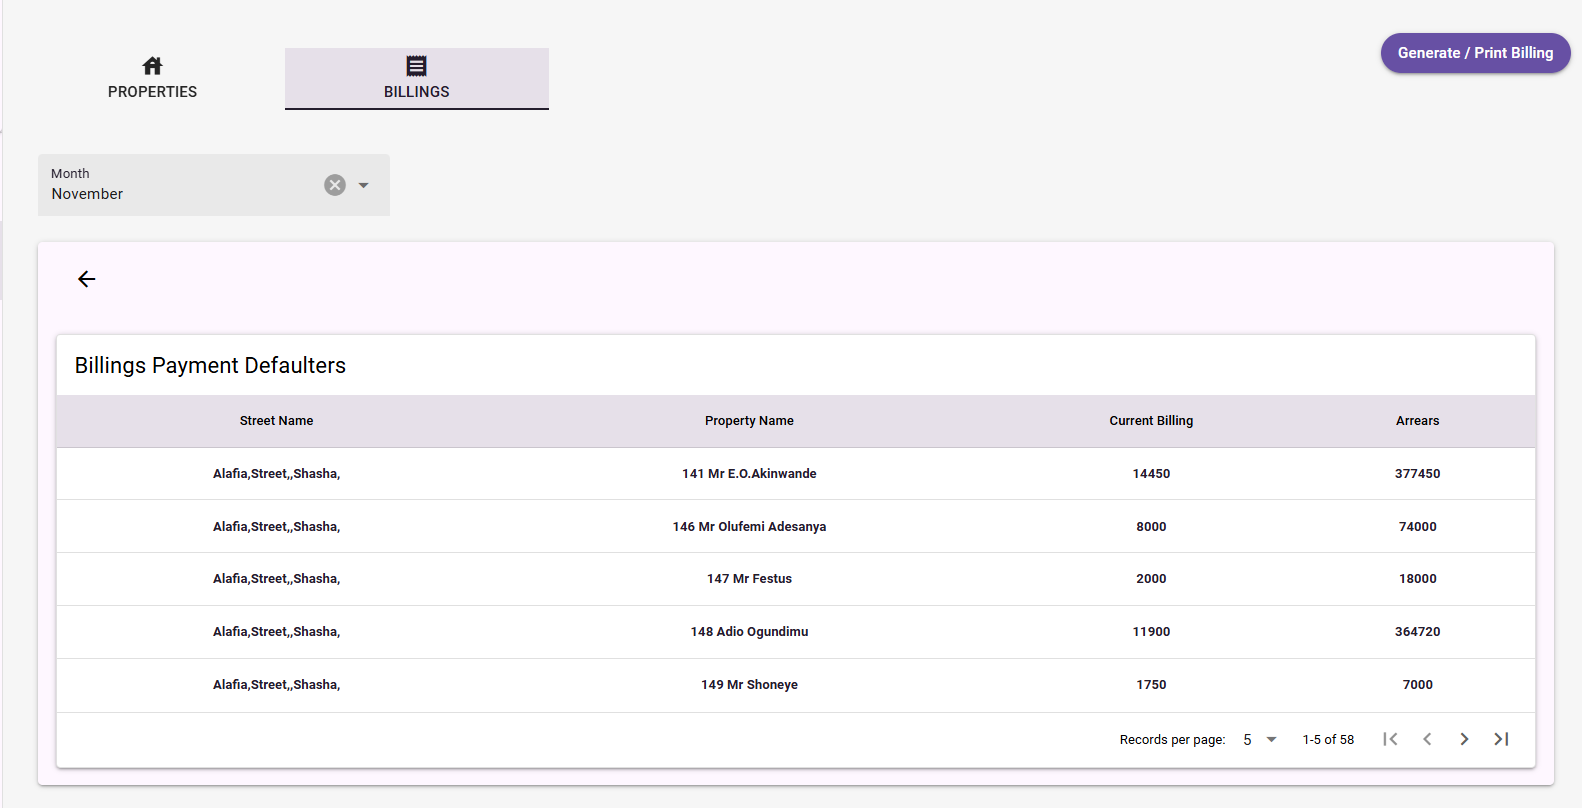 PROPERTIES
BILLINGS
Generate / Print Billing
Month
November
Billings Payment Defaulters
Street Name Property Name Current Billing Arrears
Alafia,Street,,Shasha, 141 Mr E.O.Akinwande 14450 377450
Alafia,Street,,Shasha, 146 Mr Olufemi Adesanya 8000 74000
Alafia,Street,,Shasha, 147 Mr Festus 2000 18000
Alafia,Street,,Shasha, 148 Adio Ogundimu 11900 364720
Alafia,Street,,Shasha, 149 Mr Shoneye 1750 7000
Records per page: 5 1-5 of 58